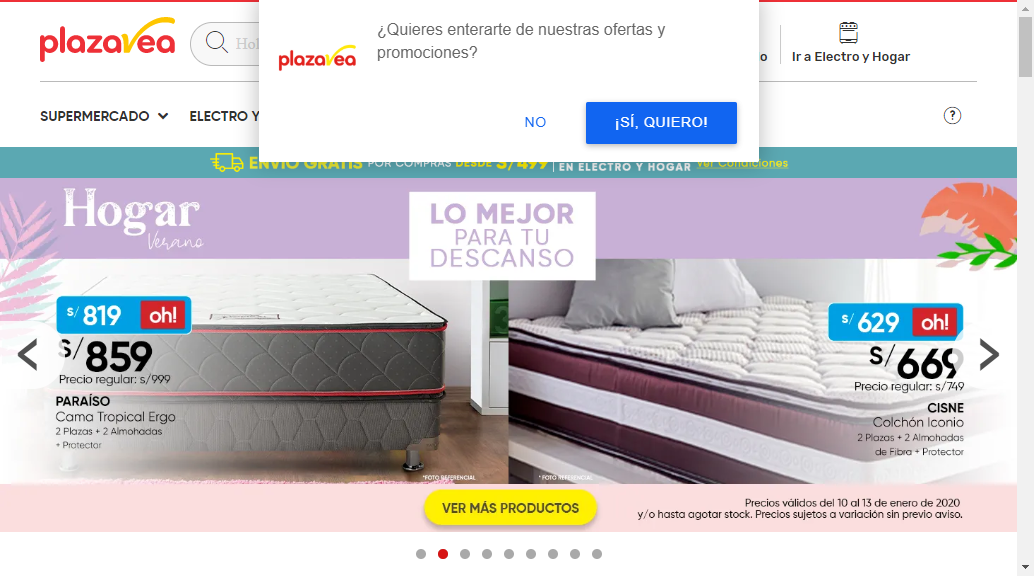 plazavea
Hol
¿Quieres enterarte de nuestras ofertas y
promociones?
plazavea
NO
¡SÍ, QUIERO!
o
Ir a Electro y Hogar
SUPERMERCADO
ELECTRO Y
?
ENVÍO GRATIS POR COMPRAS DESDE S/499 | EN ELECTRO Y HOGAR Ver Condiciones
Hogar
Verano
LO MEJOR
PARA TU
DESCANSO
S/ 819 oh!
S/ 859
Precio regular: s/999
PARAÍSO
Cama Tropical Ergo
2 Plazas + 2 Almohadas
+ Protector
*FOTO REFERENCIAL
S/ 629 oh!
S/ 669
Precio regular: s/749
CISNE
Colchón Iconio
2 Plazas + 2 Almohadas
de Fibra + Protector
*FOTO REFERENCIAL
VER MÁS PRODUCTOS
Precios válidos del 10 al 13 de enero de 2020
y/o hasta agotar stock. Precios sujetos a variación sin previo aviso.